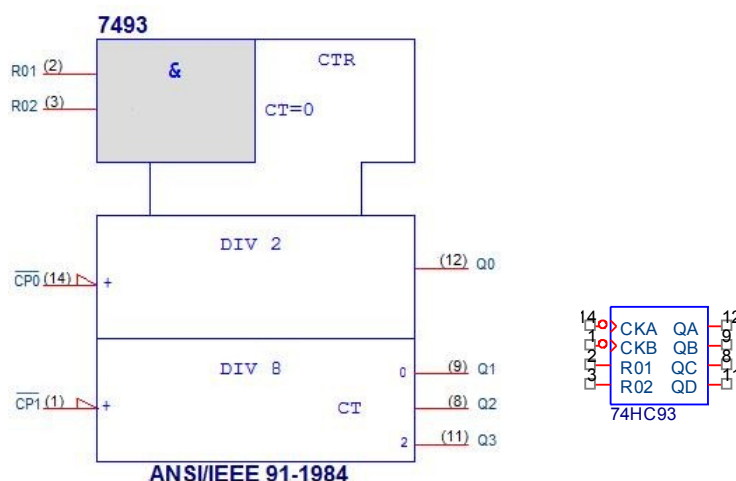 7493
R01 (2)
R02 (3)
&
CTR
CT=0
DIV 2
CP0 (14)
+
(12) Q0
DIV 8
CP1 (1)
+
CT
0
2
(9) Q1
(8) Q2
(11) Q3
ANSI/IEEE 91-1984
14 CKA QA 12
1 CKB QB 9
2 R01 QC 8
3 R02 QD 11
74HC93